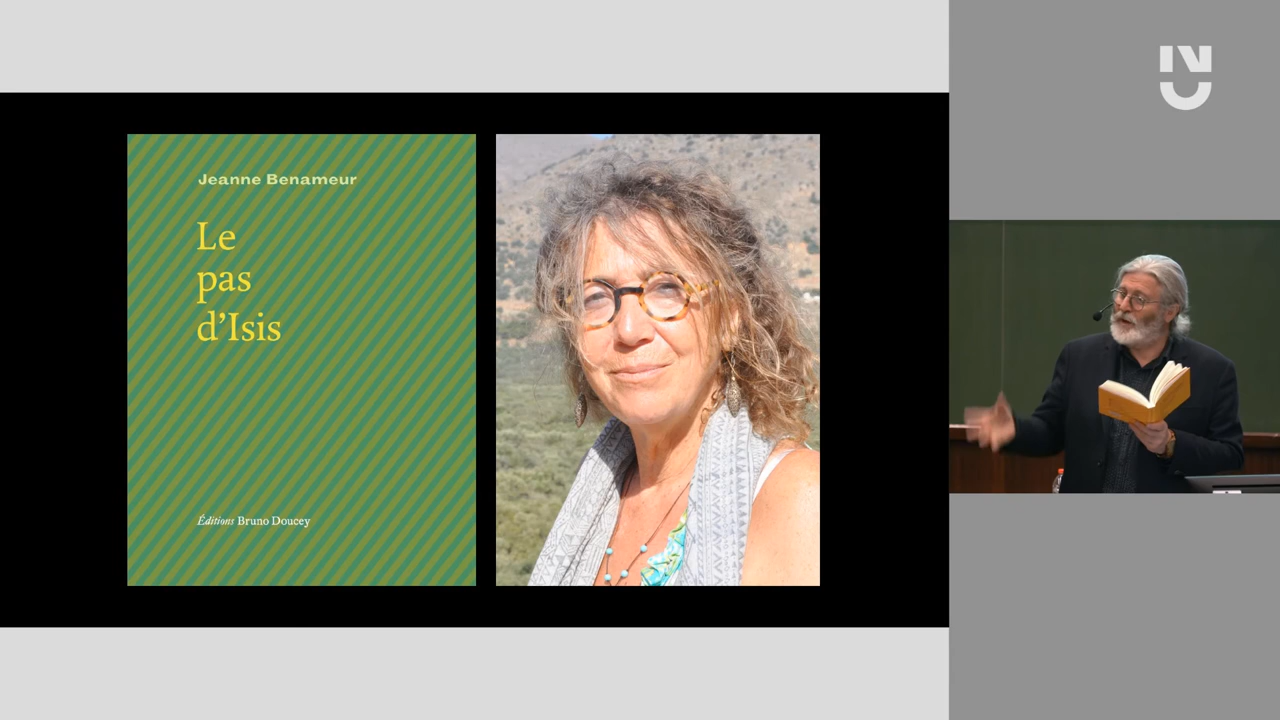 Jeanne Benameur
Le
pas
d'Isis
Éditions Bruno Doucey